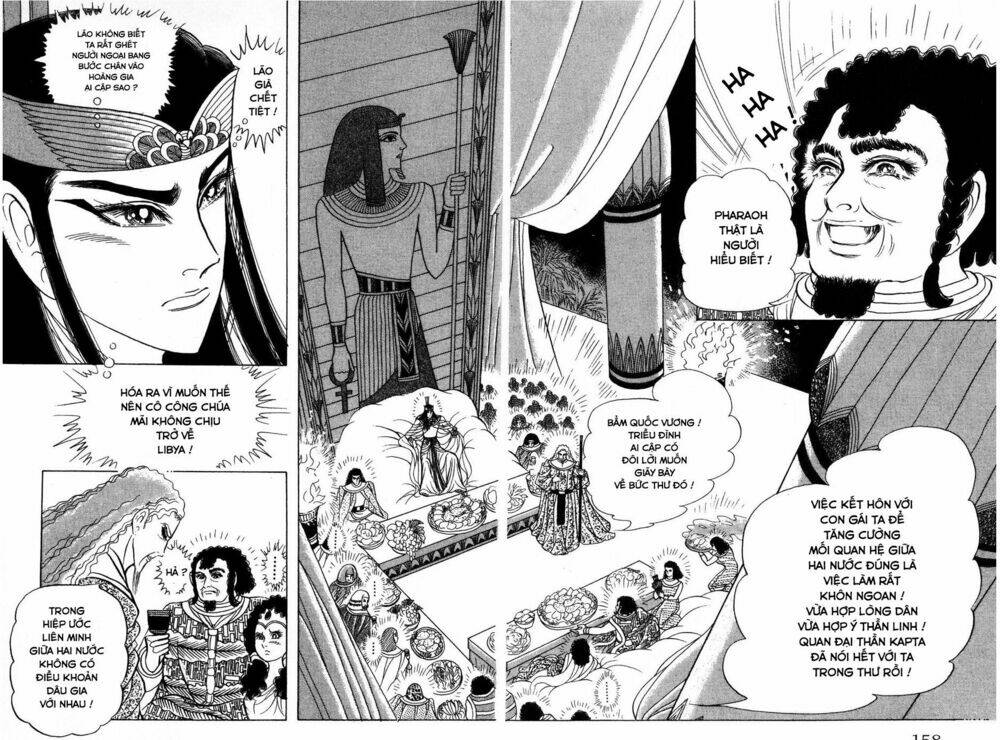 HA
HA
HA !
PHARAOH
THẬT LÀ
NGƯỜI
HIỂU BIẾT !
VIỆC KẾT HÔN VỚI
CON GÁI TA ĐỂ
TĂNG CƯỜNG
MỐI QUAN HỆ GIỮA
HAI NƯỚC ĐÚNG LÀ
VIỆC LÀM RẤT
KHÔN NGOAN !
VỪA HỢP LÒNG DÂN
VỪA HỢP Ý THẦN LINH !
QUAN ĐẠI THẦN KAPTA
ĐÃ NÓI HẾT VỚI TA
TRONG THƯ RỒI !
BẨM QUỐC VƯƠNG !
TRIỀU ĐÌNH
AI CẬP CÓ
ĐÔI LỜI MUỐN
GIÃY BÀY
VỀ BỨC THƯ ĐÓ !
LÃO
GIÀ
CHẾT
TIỆT !
LÃO KHÔNG BIẾT
TA RẤT GHÉT
NGƯỜI NGOẠI BANG
BƯỚC CHÂN VÀO
HOÀNG GIA
AI CẬP SAO ?
HÓA RA VÌ MUỐN THẾ
NÊN CÔ CÔNG CHÚA
MÃI KHÔNG CHỊU
TRỞ VỀ
LIBYA !
HẢ ?
TRONG
HIỆP ƯỚC
LIÊN MINH
GIỮA HAI NƯỚC
KHÔNG CÓ
ĐIỀU KHOẢN
DÂU GIA
VỚI NHAU !
158